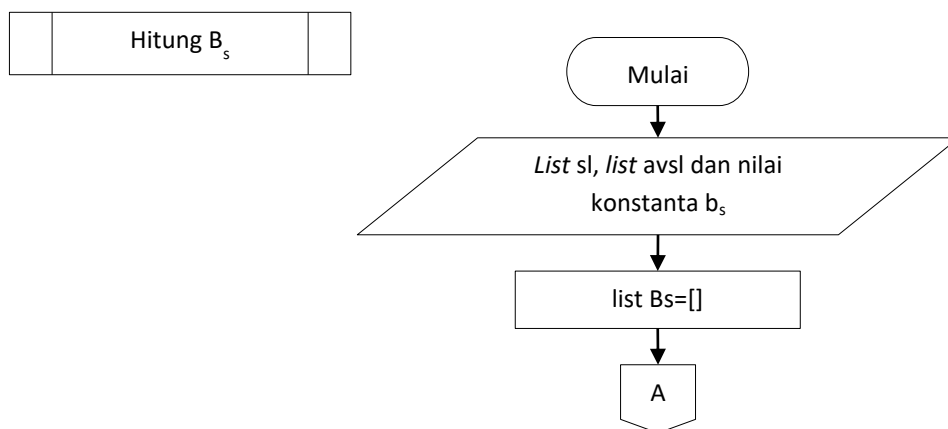 Hitung Bs
Mulai
List sl, list avsl dan nilai
konstanta bs
list Bs=[]
A